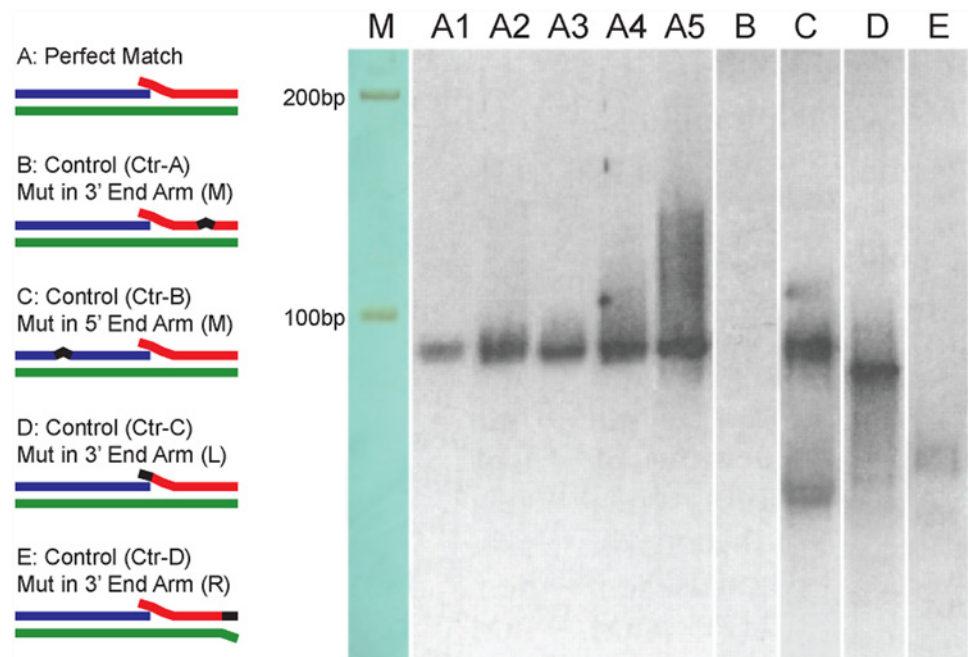 M A1 A2 A3 A4 A5 B C D E
A: Perfect Match
200bp
B: Control (Ctr-A)
Mut in 3' End Arm (M)
C: Control (Ctr-B)
Mut in 5' End Arm (M)
100bp
D: Control (Ctr-C)
Mut in 3' End Arm (L)
E: Control (Ctr-D)
Mut in 3' End Arm (R)